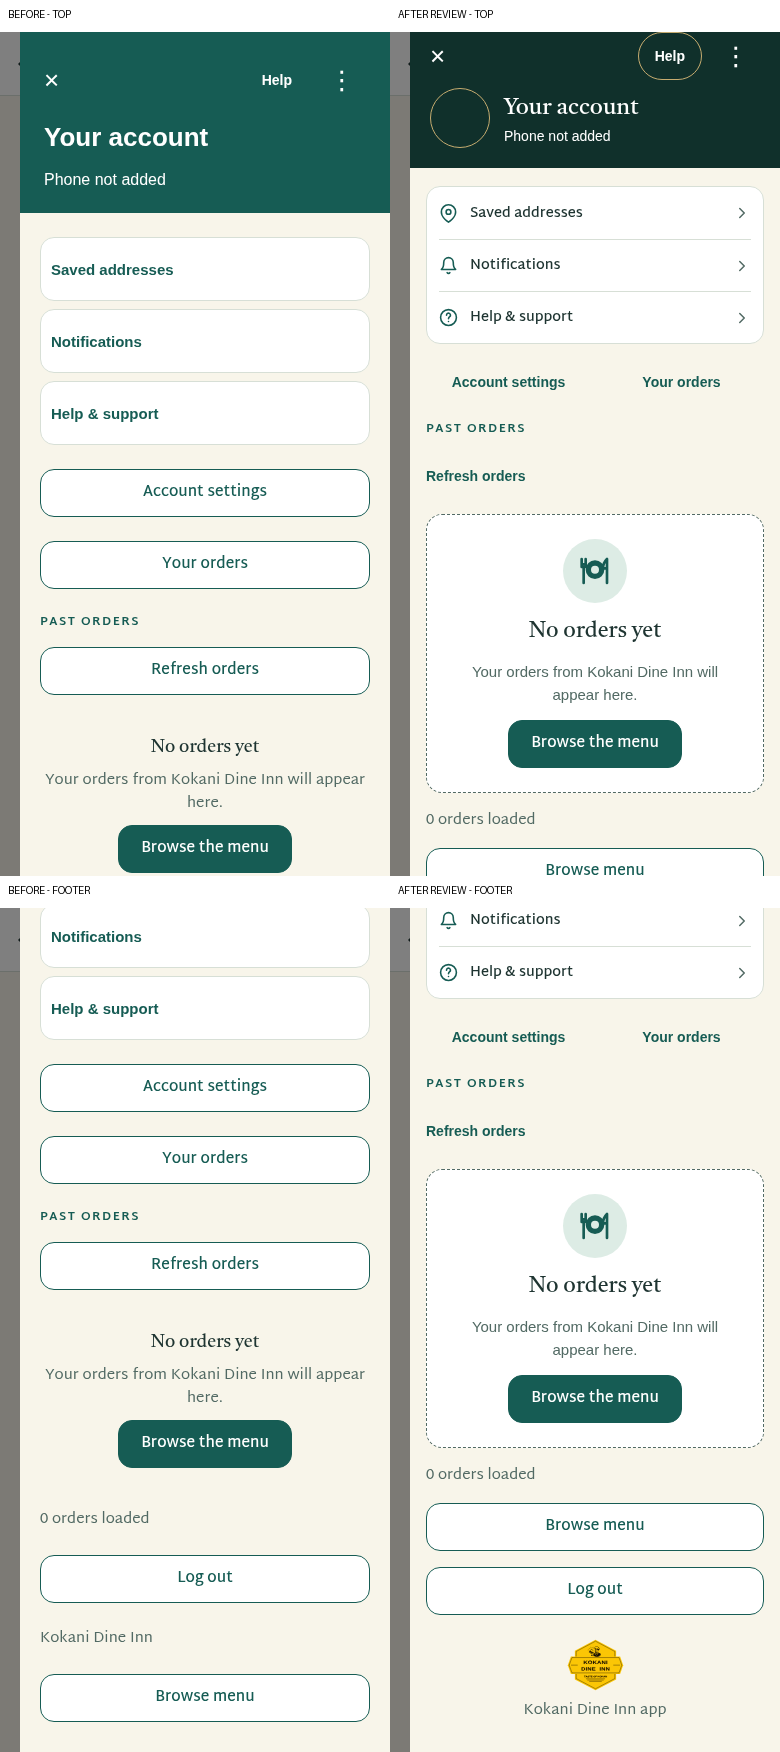 BEFORE - TOP
Help
Your account
Phone not added
Saved addresses
Notifications
Help & support
Account settings
Your orders
PAST ORDERS
Refresh orders
No orders yet
Your orders from Kokani Dine Inn will appear
here.
Browse the menu
AFTER REVIEW - TOP
Help
Your account
Phone not added
Saved addresses
Notifications
Help & support
Account settings
Your orders
PAST ORDERS
Refresh orders
No orders yet
Your orders from Kokani Dine Inn will
appear here.
Browse the menu
0 orders loaded
Browse menu
BEFORE - FOOTER
Notifications
Help & support
Account settings
Your orders
PAST ORDERS
Refresh orders
No orders yet
Your orders from Kokani Dine Inn will appear
here.
Browse the menu
0 orders loaded
Log out
Kokani Dine Inn
Browse menu
AFTER REVIEW - FOOTER
Notifications
Help & support
Account settings
Your orders
PAST ORDERS
Refresh orders
No orders yet
Your orders from Kokani Dine Inn will
appear here.
Browse the menu
0 orders loaded
Browse menu
Log out
KOKANI
DINE INN
Kokani Dine Inn app